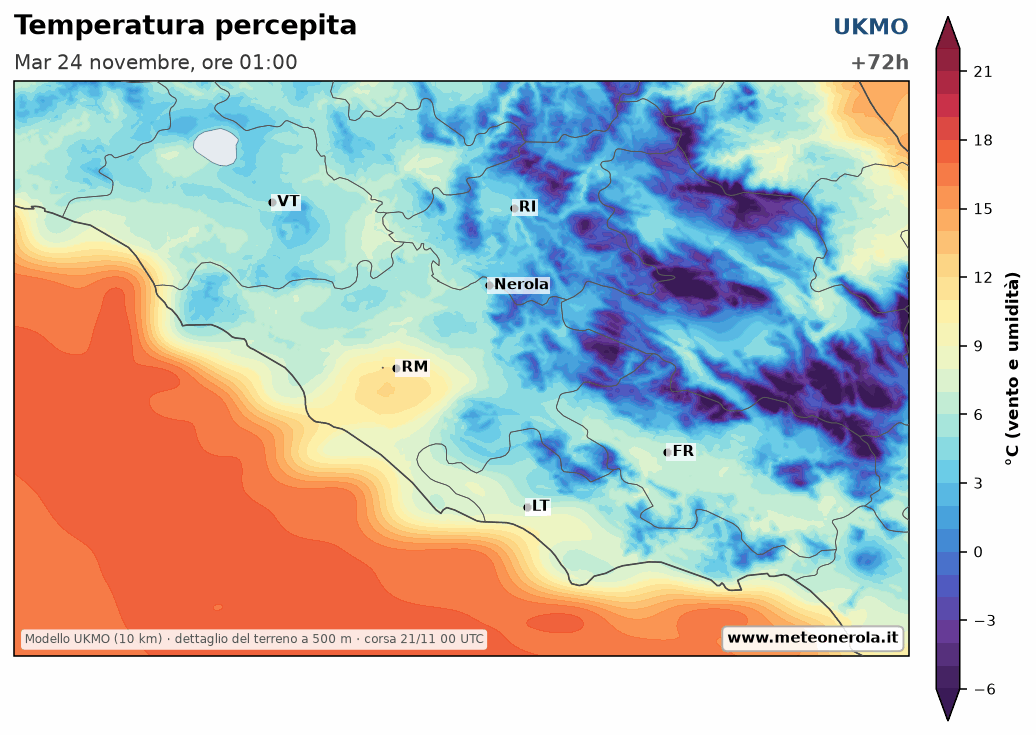 Temperatura percepita
UKMO
Mar 24 novembre, ore 01:00
+72h
VT
RI
Nerola
RM
FR
LT
21
18
15
12
9
6
3
0
−3
−6
°C (vento e umidità)
Modello UKMO (10 km) · dettaglio del terreno a 500 m · corsa 21/11 00 UTC
www.meteonerola.it